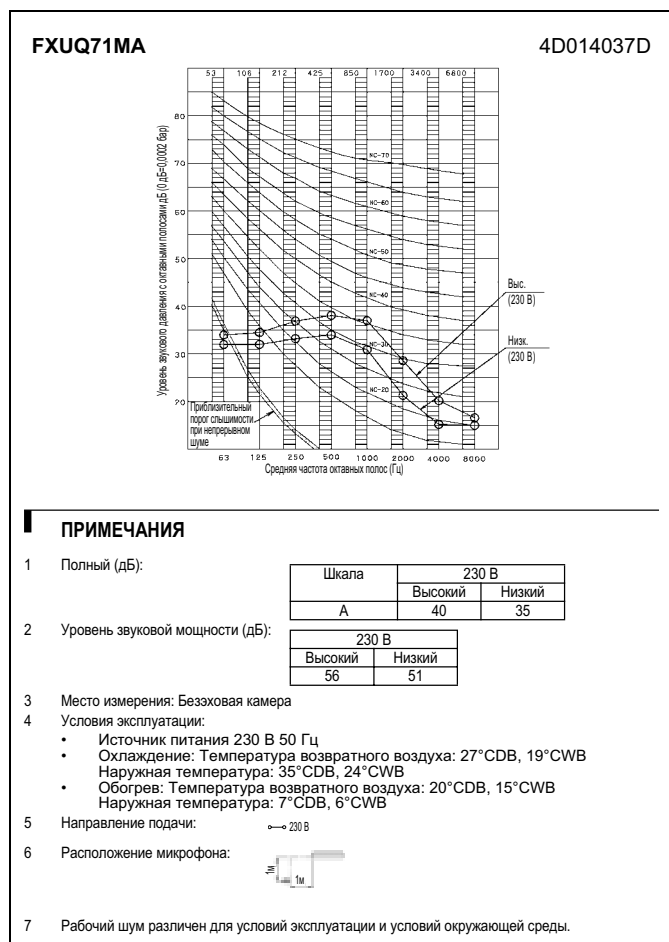 FXUQ71MA 4D014037D
53 106 212 425 850 1700 3400 6800
Уровень звукового давления с октавными полосами дБ (0 дБ=0,0002 бар)
80
70
60
50
40
30
20
NC-70
NC-60
NC-50
NC-40
NC-30
NC-20
Выс.
(230 В)
Низк.
(230 В)
Приблизительный
порог слышимости
при непрерывном
шуме
63 125 250 500 1000 2000 4000 8000
Средняя частота октавных полос (Гц)
ПРИМЕЧАНИЯ
1 Полный (дБ):
Шкала 230 В
Высокий Низкий
А 40 35
2 Уровень звуковой мощности (дБ):
230 В
Высокий Низкий
56 51
3 Место измерения: Безэховая камера
4 Условия эксплуатации:
• Источник питания 230 В 50 Гц
• Охлаждение: Температура возвратного воздуха: 27°CDB, 19°CWB
Наружная температура: 35°CDB, 24°CWB
• Обогрев: Температура возвратного воздуха: 20°CDB, 15°CWB
Наружная температура: 7°CDB, 6°CWB
5 Направление подачи: 230 В
6 Расположение микрофона:
1м
1м
7 Рабочий шум различен для условий эксплуатации и условий окружающей среды.